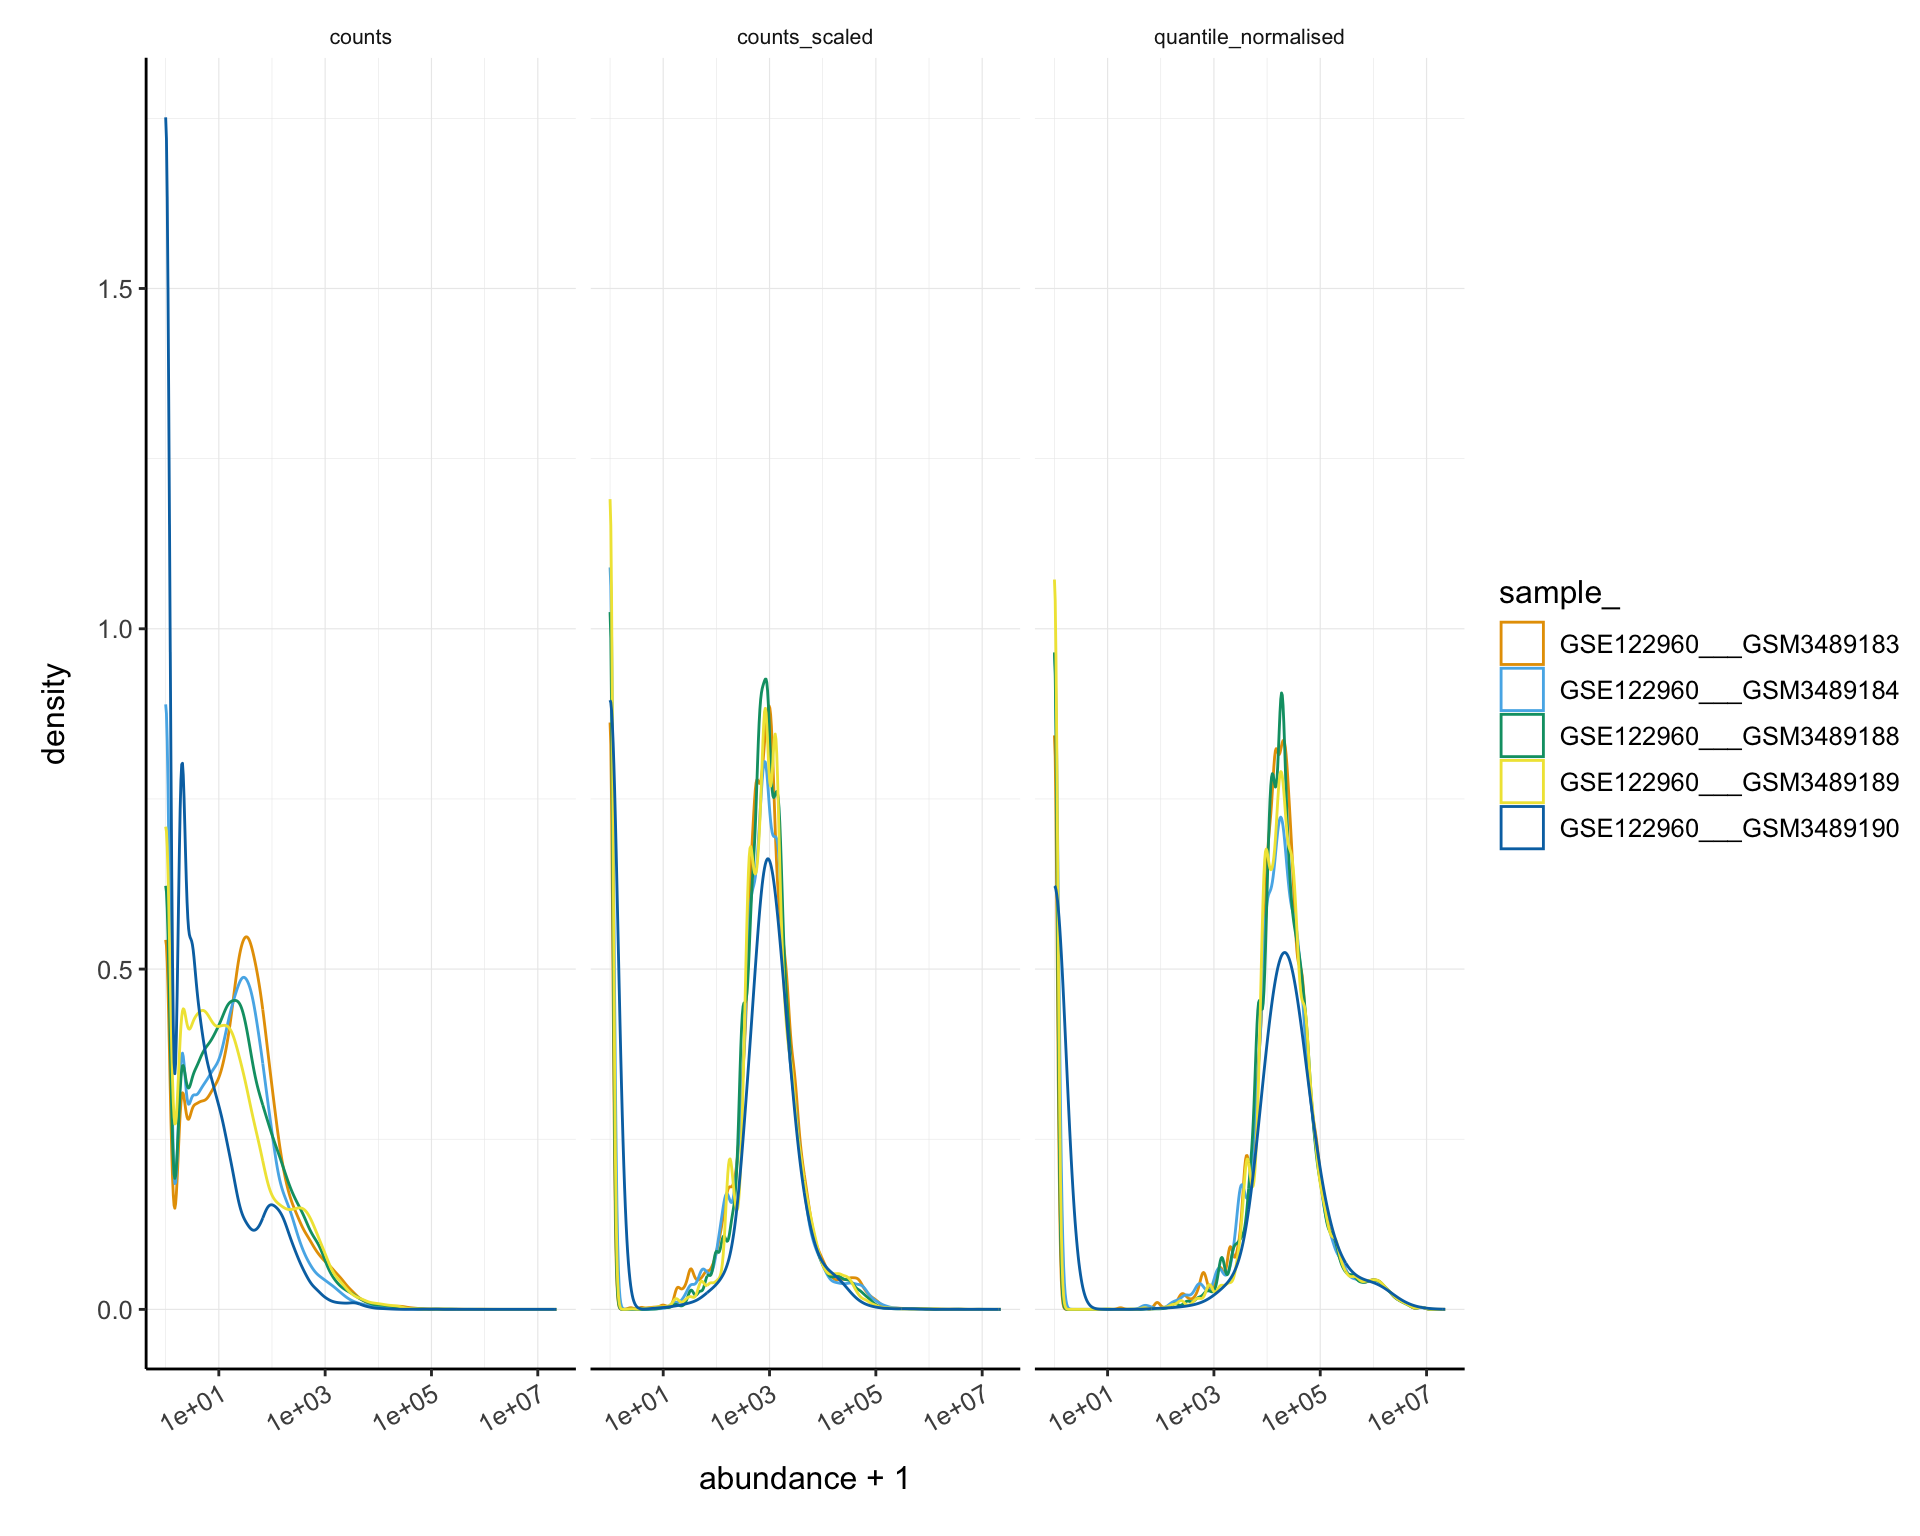 counts
counts_scaled
quantile_normalised
density
1.5
1.0
0.5
0.0
1e+01
1e+03
1e+05
1e+07
1e+01
1e+03
1e+05
1e+07
1e+01
1e+03
1e+05
1e+07
abundance + 1
sample_
GSE122960___GSM3489183
GSE122960___GSM3489184
GSE122960___GSM3489188
GSE122960___GSM3489189
GSE122960___GSM3489190